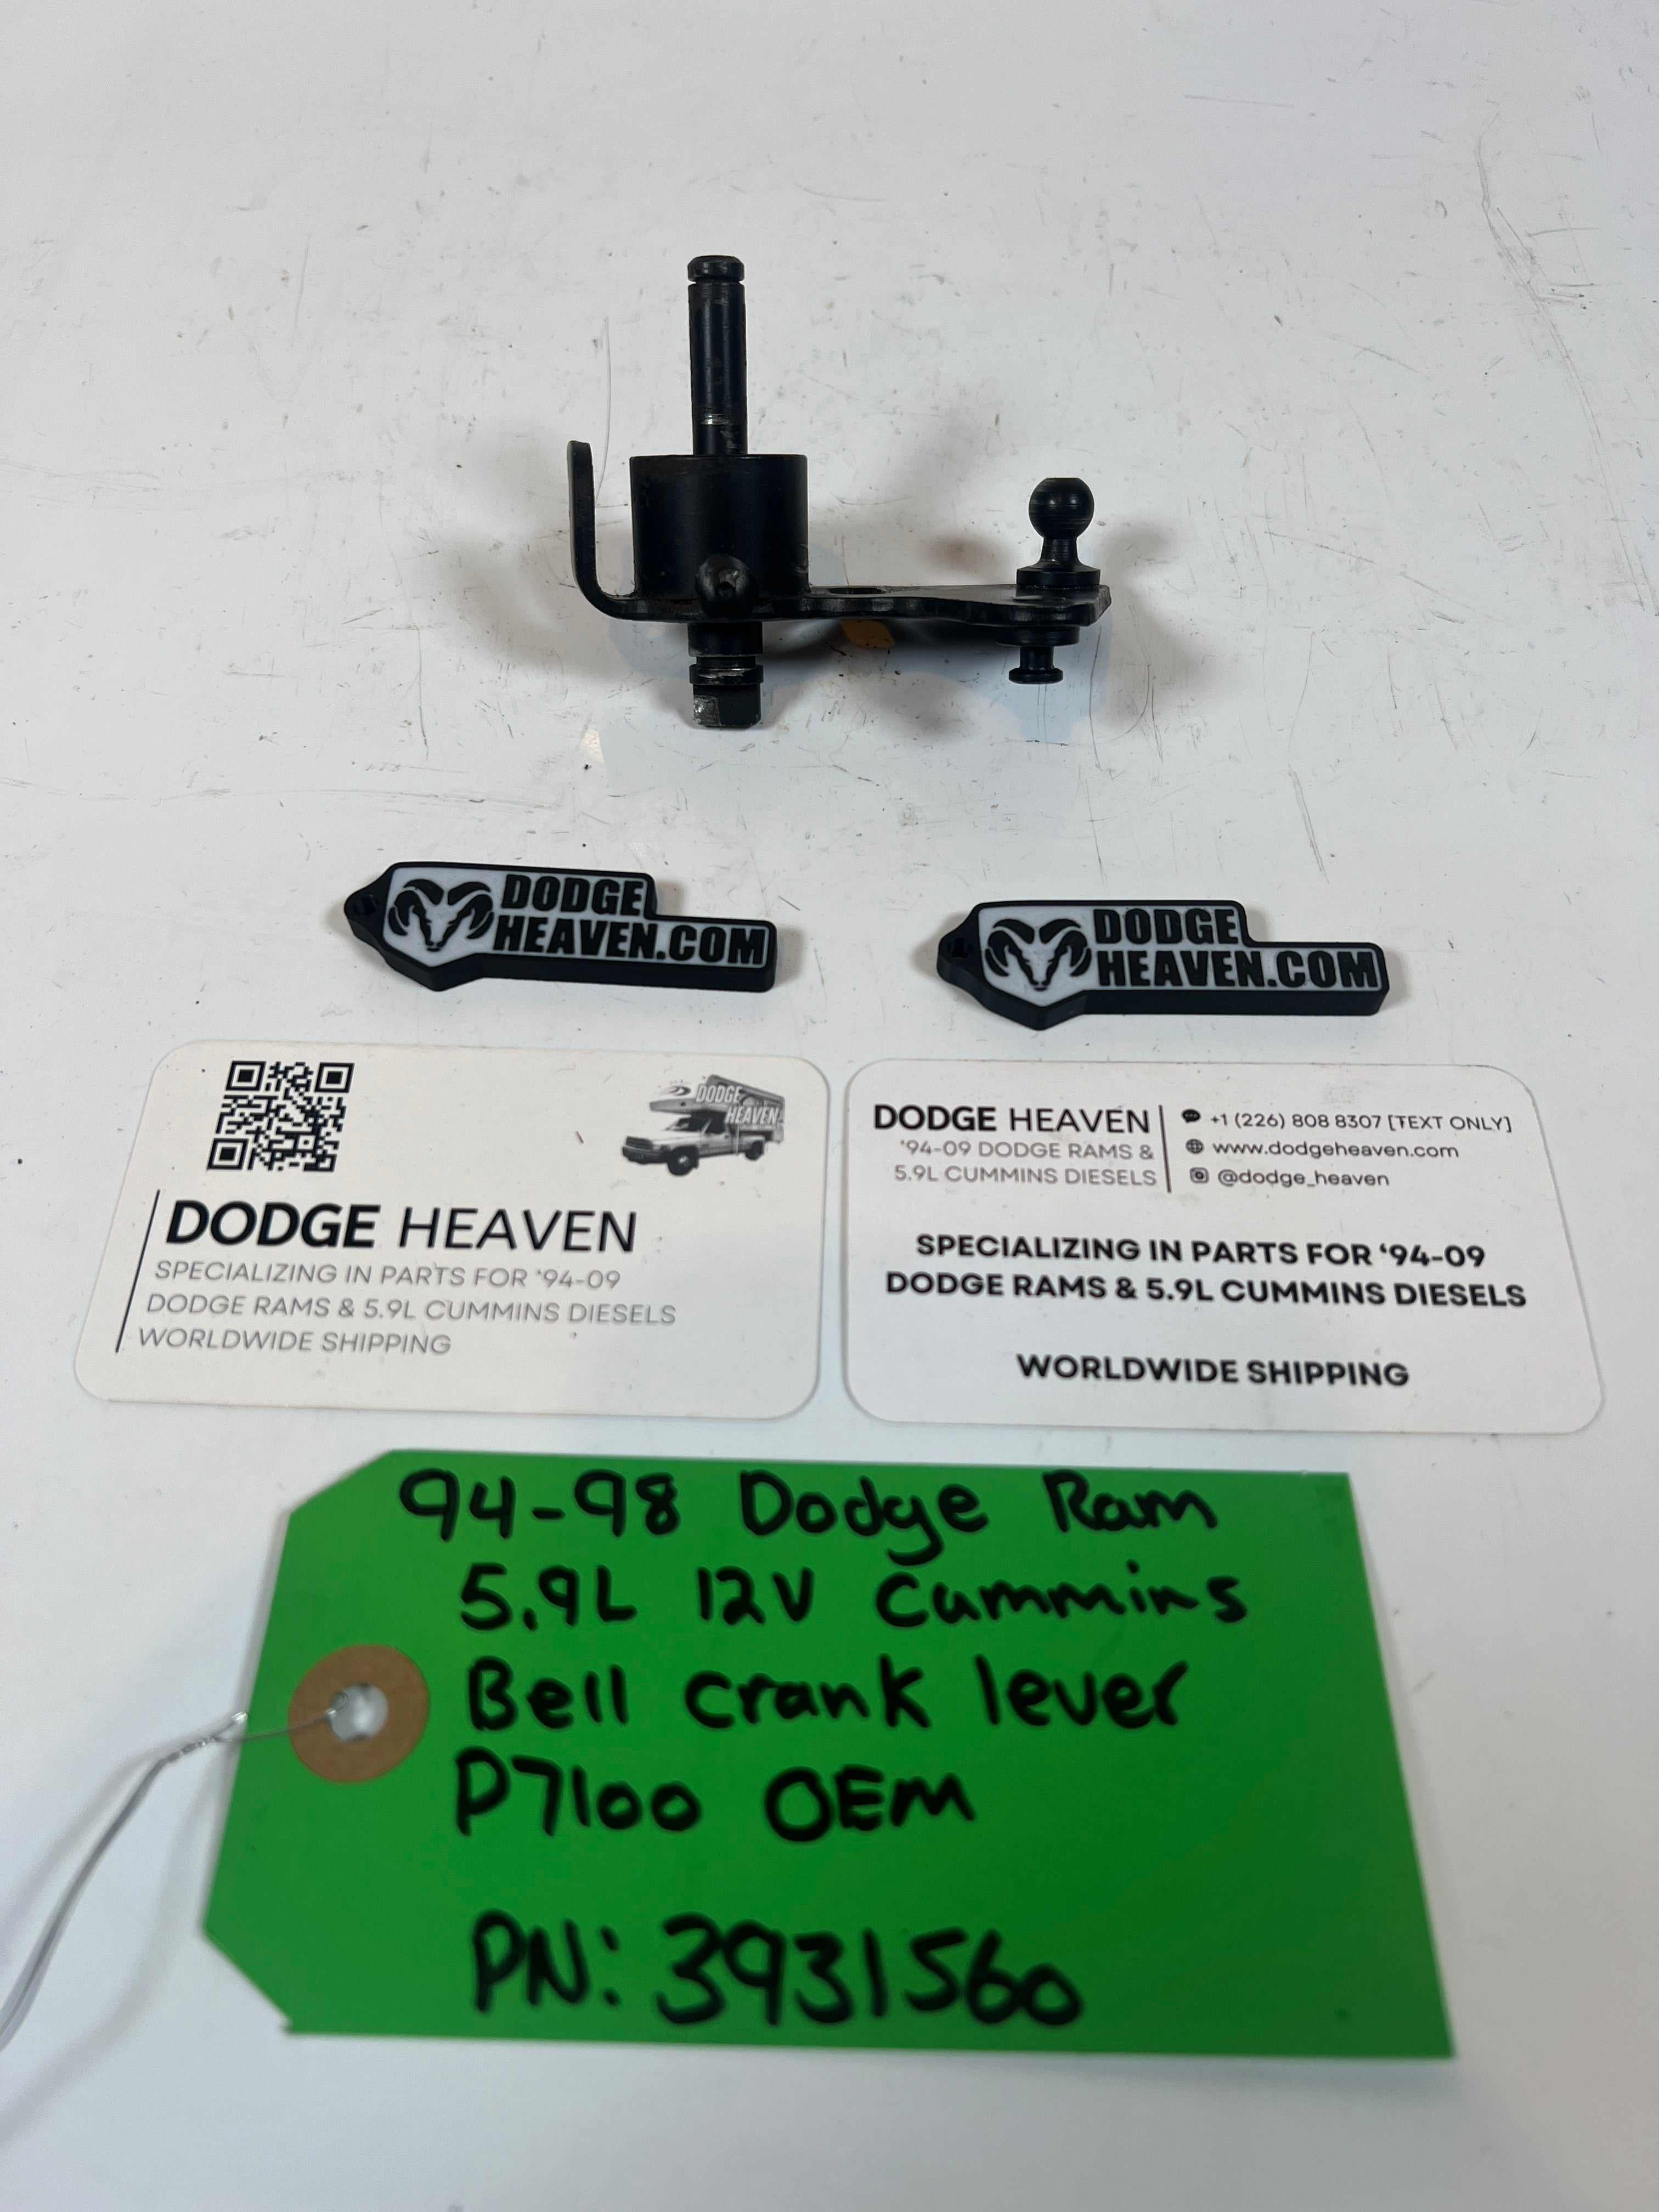 DODGE
HEAVEN.COM
DODGE
HEAVEN.COM
DODGE
HEAVEN
DODGE HEAVEN
SPECIALIZING IN PARTS FOR '94-09
DODGE RAMS & 5.9L CUMMINS DIESELS
WORLDWIDE SHIPPING
DODGE HEAVEN
'94-09 DODGE RAMS &
5.9L CUMMINS DIESELS
+1 (226) 808 8307 [TEXT ONLY]
www.dodgeheaven.com
@dodge_heaven
SPECIALIZING IN PARTS FOR '94-09
DODGE RAMS & 5.9L CUMMINS DIESELS
WORLDWIDE SHIPPING
94-98 Dodge Ram
5.9L 12V Cummins
Bell crank lever
P7100 OEM
PN: 3931560